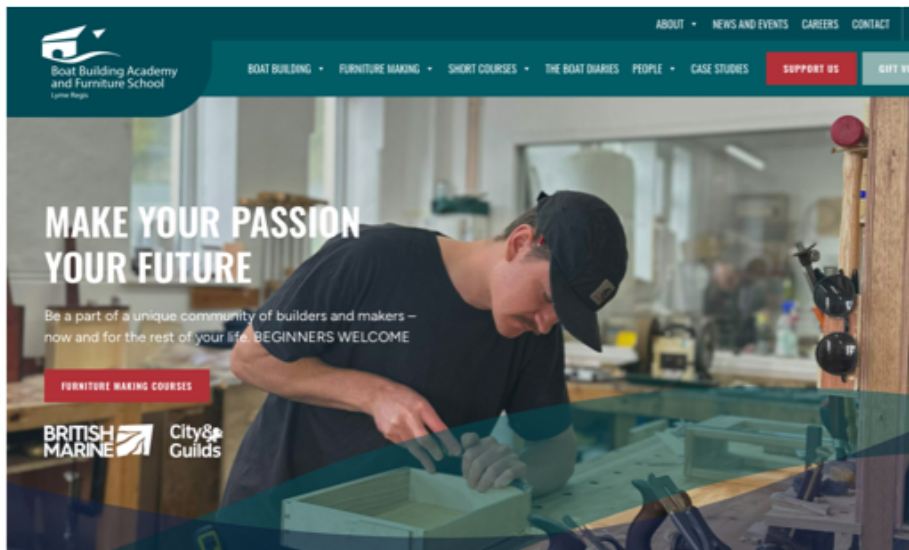 ABOUT NEWS AND EVENTS CAREERS CONTACT
Boat Building Academy
and Furniture School
Lyme Regis
BOAT BUILDING FURNITURE MAKING SHORT COURSES THE BOAT DIARIES PEOPLE CASE STUDIES SUPPORT US GIFT
MAKE YOUR PASSION
YOUR FUTURE
Be a part of a unique community of builders and makers –
now and for the rest of your life. BEGINNERS WELCOME
FURNITURE MAKING COURSES
BRITISH
MARINE
City&
Guilds